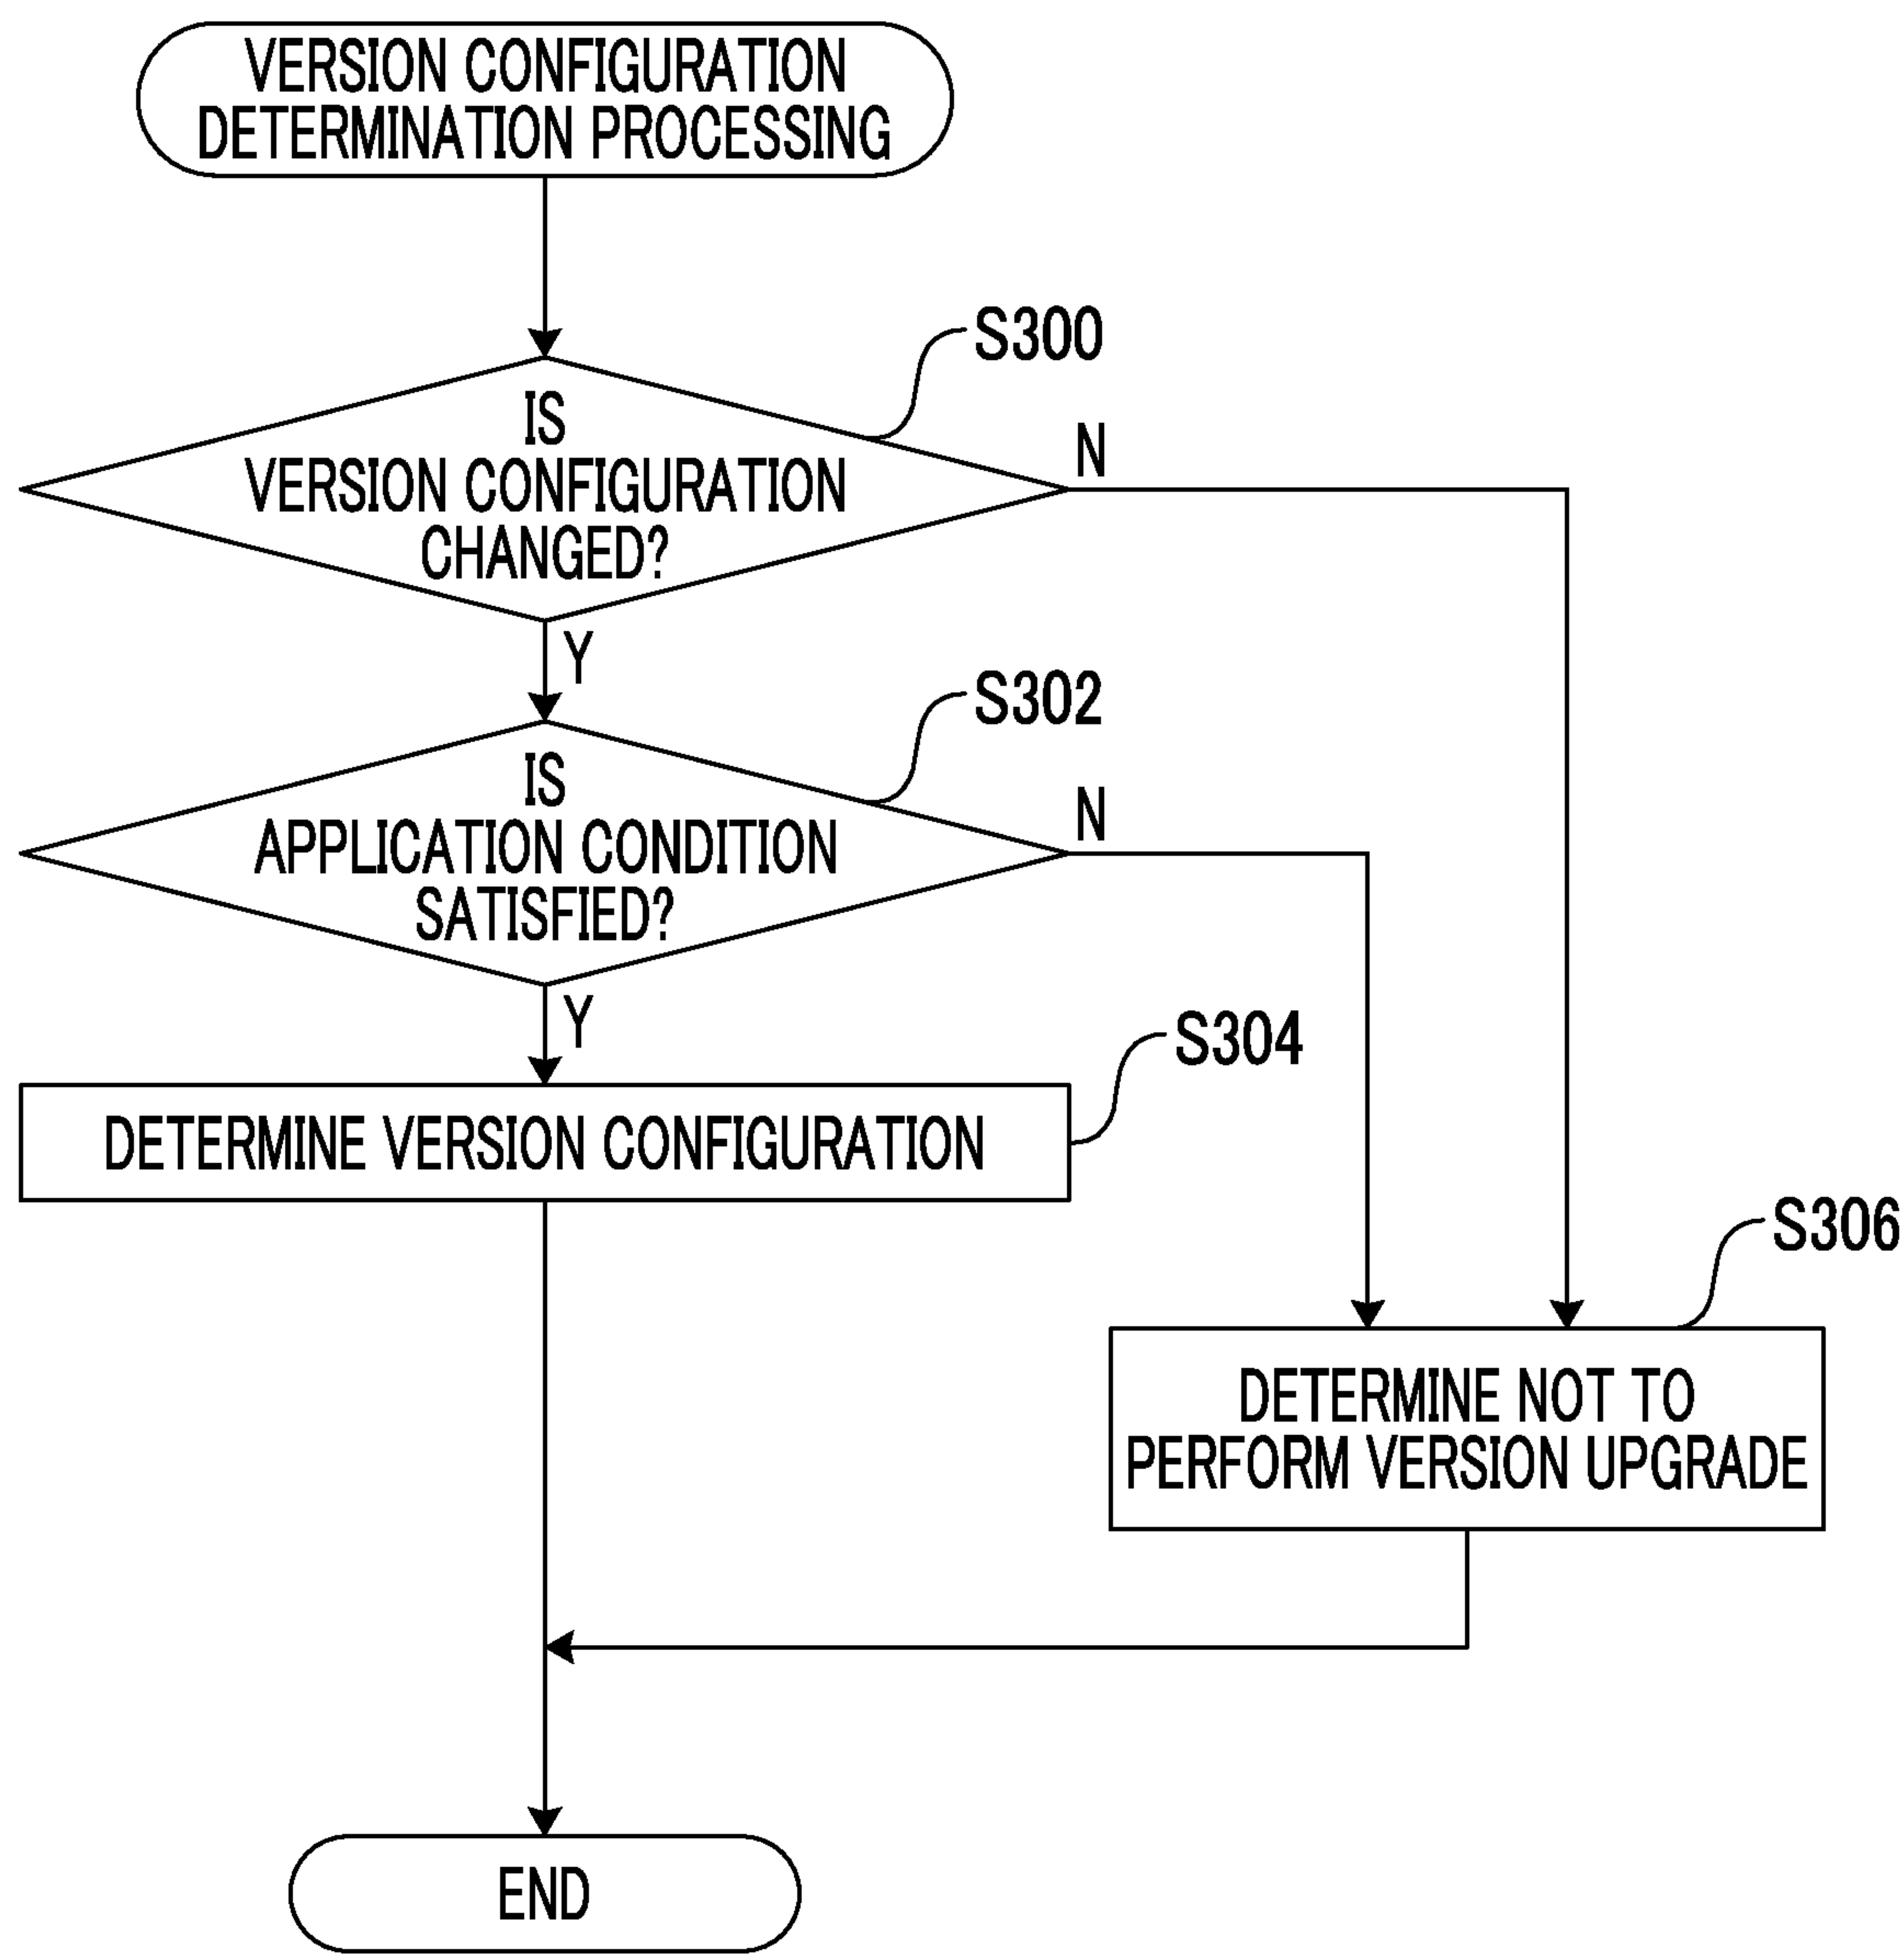 VERSION CONFIGURATION
DETERMINATION PROCESSING
S300
IS
VERSION CONFIGURATION
CHANGED?
N
Y
S302
IS
APPLICATION CONDITION
SATISFIED?
N
Y
S304
DETERMINE VERSION CONFIGURATION
S306
DETERMINE NOT TO
PERFORM VERSION UPGRADE
END